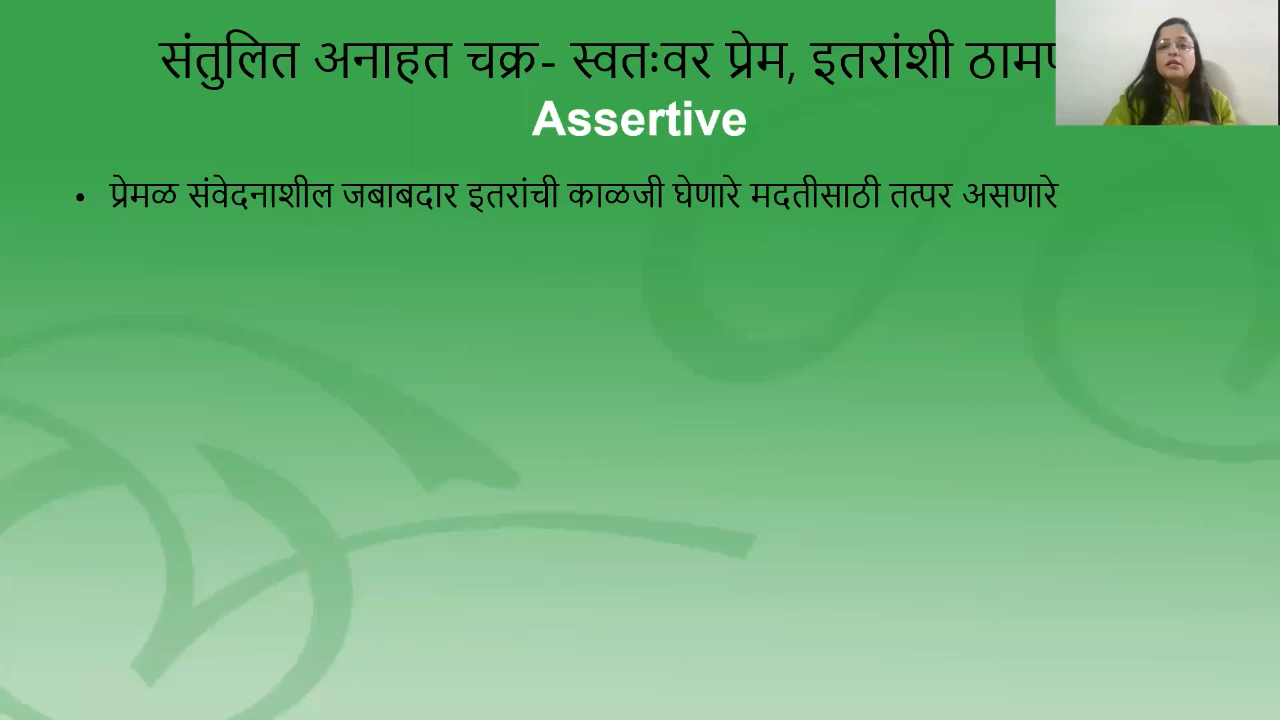 संतुलित अनाहत चक्र- स्वतःवर प्रेम, इतरांशी
Assertive
• प्रेमळ संवेदनाशील जबाबदार इतरांची काळजी घेणारे मदतीसाठी तत्पर असणारे